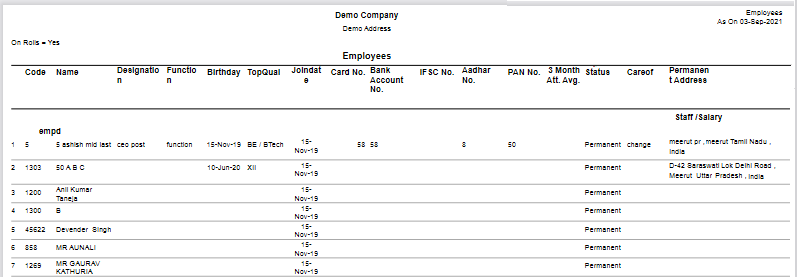 Demo Company
Employees
As On 03-Sep-2021
Demo Address
On Rolls = Yes
Employees
Code Name Designatio Functio Birthday TopQual Joindat Card No. Bank IFSC No. Aadhar PAN No. 3 Month Status Careof Permanen
n n e Account No. Att. Avg. t Address
No.
Staff /Salary
empd
1 5 5 ashish mid last ceo post function 15-Nov-19 BE / BTech 15- 58 58 8 50 Permanent change meerut pr ,meerut Tamil Nadu ,
Nov-19 India
2 1303 50 A B C 10-Jun-20 XII 15- Permanent D-42 Saraswati Lok Delhi Road ,
Nov-19 Meerut Uttar Pradesh , India
3 1200 Anil Kumar 15- Permanent
Taneja Nov-19
4 1300 B 15- Permanent
Nov-19
5 45622 Devender Singh 15- Permanent
Nov-19
6 858 MR AUNALI 15- Permanent
Nov-19
7 1269 MR GAURAV 15- Permanent
KATHURIA Nov-19